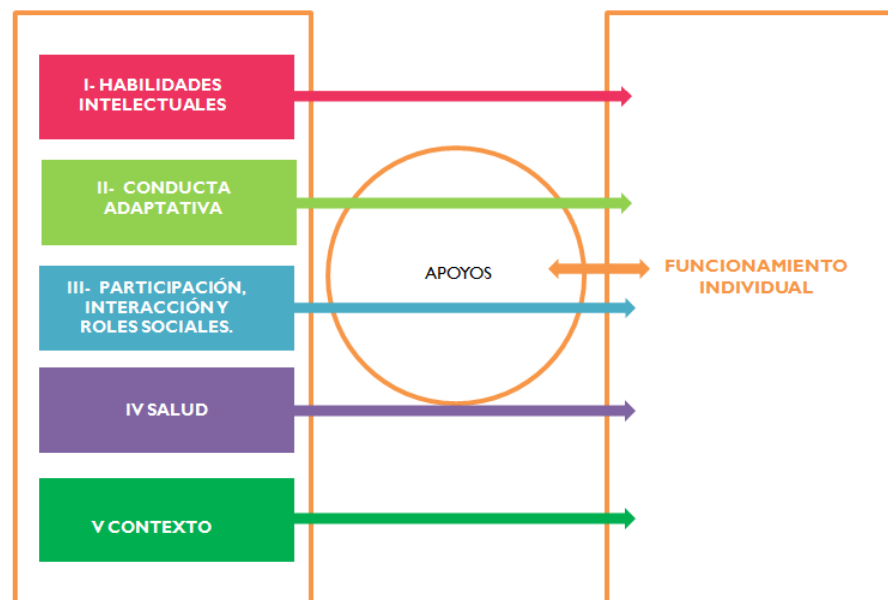 I- HABILIDADES
INTELECTUALES
II-  CONDUCTA
ADAPTATIVA
III-  PARTICIPACIÓN,
INTERACCIÓN Y
ROLES SOCIALES.
IV SALUD
V CONTEXTO
APOYOS
FUNCIONAMIENTO
INDIVIDUAL